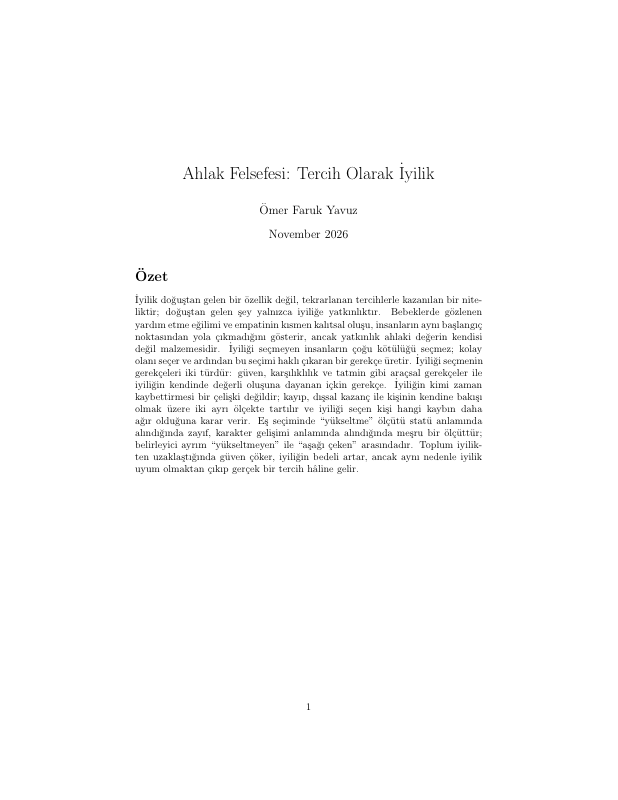 Ahlak Felsefesi: Tercih Olarak İyilik
Ömer Faruk Yavuz
November 2026
Özet
İyilik doğuştan gelen bir özellik değil, tekrarlanan tercihlerle kazanılan bir nite-
liktir; doğuştan gelen şey yalnızca iyiliğe yatkınlıktır. Bebeklerde gözlenen
yardım etme eğilimi ve empatinin kısmen kalıtsal oluşu, insanların aynı başlangıç
noktasından yola çıkmadığını gösterir, ancak yatkınlık ahlaki değerin kendisi
değil malzemesidir. İyiliği seçmeyen insanların çoğu kötülüğü seçmez; kolay
olanı seçer ve ardından bu seçimi haklı çıkaran bir gerekçe üretir. İyiliği seçmenin
gerekçeleri iki türdür: güven, karşılıklılık ve tatmin gibi araçsal gerekçeler ile
iyiliğin kendinde değerli oluşuna dayanan içkin gerekçe. İyiliğin kimi zaman
kaybettirmesi bir çelişki değildir; kayıp, dışsal kazanç ile kişinin kendine bakışı
olmak üzere iki ayrı ölçekte tartılır ve iyiliği seçen kişi hangi kaybın daha
ağır olduğuna karar verir. Eş seçiminde “yükseltme” ölçütü statü anlamında
alındığında zayıf, karakter gelişimi anlamında alındığında meşru bir ölçüttür;
belirleyici ayrım “yükseltmeyen” ile “aşağı çeken” arasındadır. Toplum iyilik-
ten uzaklaştığında güven çöker, iyiliğin bedeli artar, ancak aynı nedenle iyilik
uyum olmaktan çıkıp gerçek bir tercih hâline gelir.
1